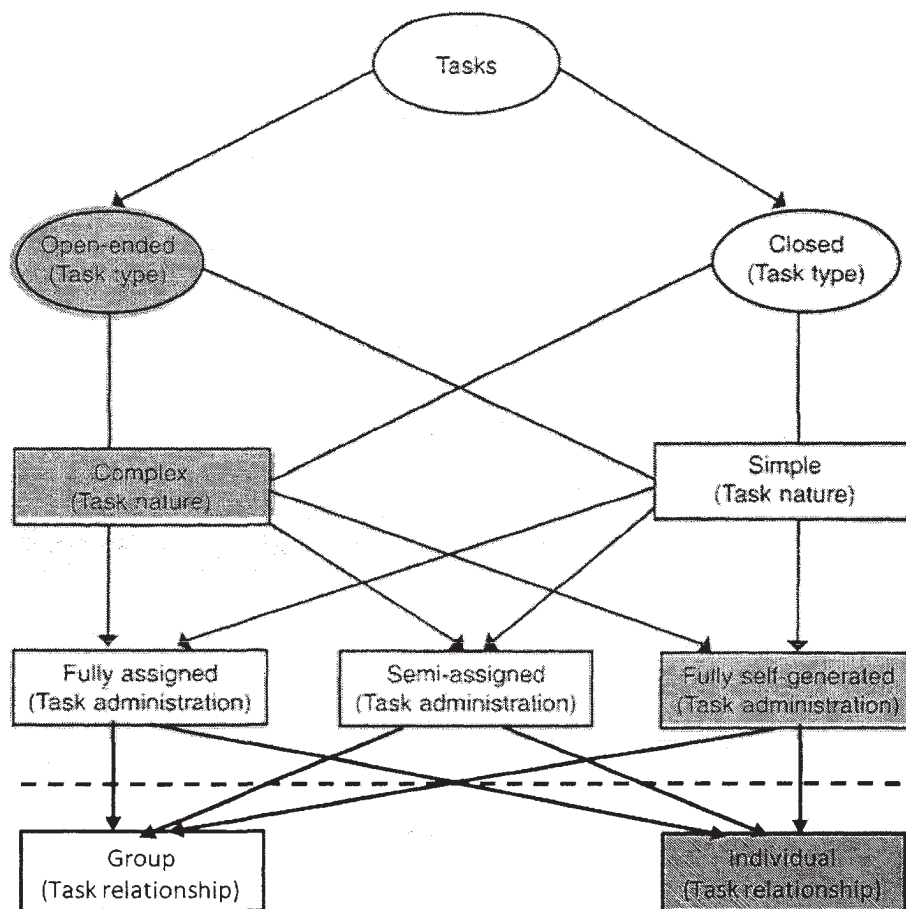 Tasks
Open-ended
(Task type)
Closed
(Task type)
Complex
(Task nature)
Simple
(Task nature)
Fully assigned
(Task administration)
Semi-assigned
(Task administration)
Fully self-generated
(Task administration)
Group
(Task relationship)
individual
(Task relationship)